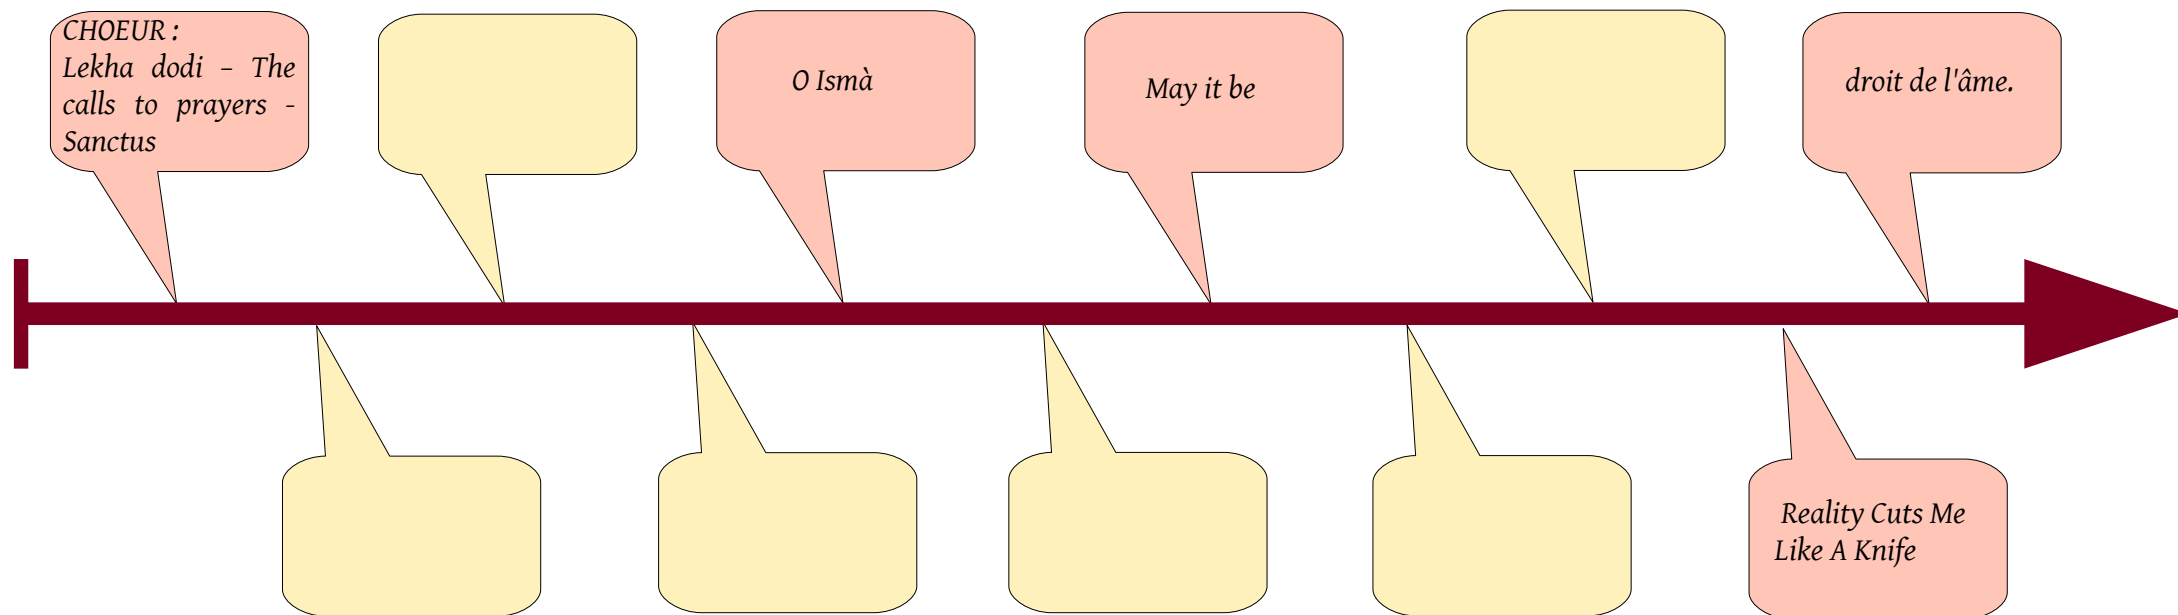 CHOEUR :
Lekha dodi – The
calls to prayers -
Sanctus
O Ismà
May it be
droit de l'âme.
Reality Cuts Me
Like A Knife